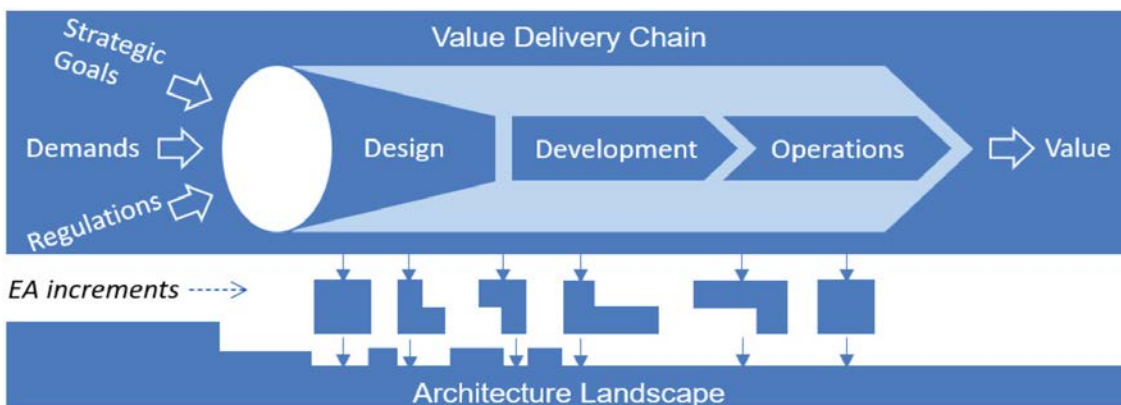 Value Delivery Chain
Strategic
Goals
Demands
Regulations
Design
Development
Operations
Value
EA increments
Architecture Landscape